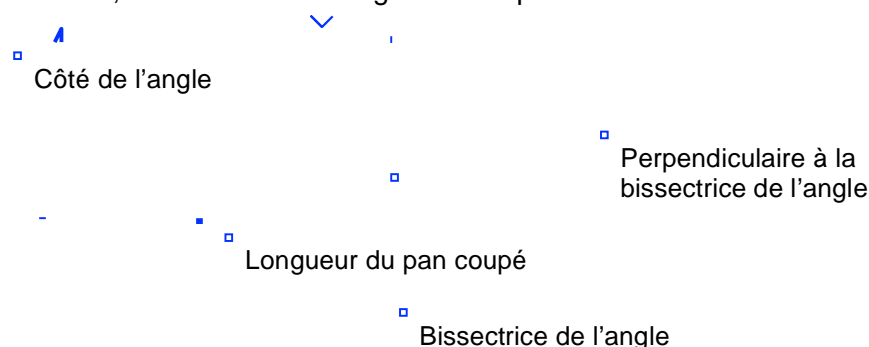 Côté de l’angle
Perpendiculaire à la
bissectrice de l’angle
Longueur du pan coupé
Bissectrice de l’angle